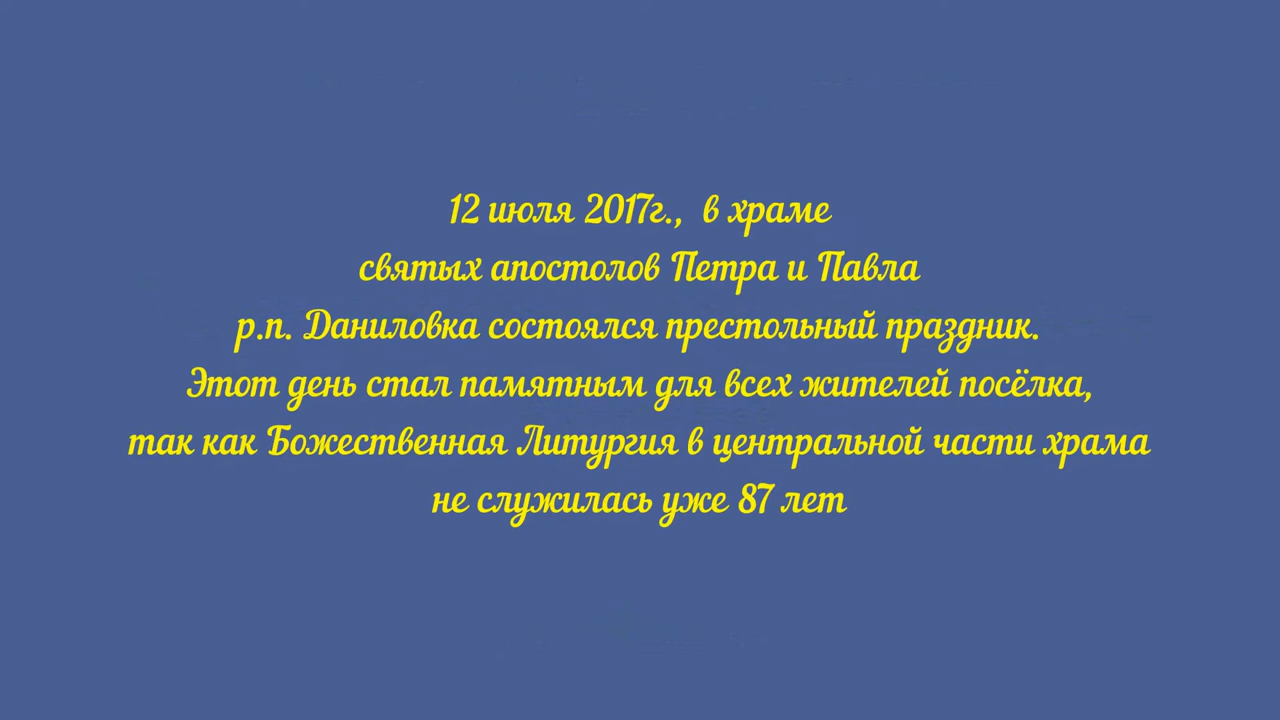 12 июля 2017г.,  в храме
святых апостолов Петра и Павла
р.п. Даниловка состоялся престольный праздник.
Этот день стал памятным для всех жителей посёлка,
так как Божественная Литургия в центральной части храма
не служилась уже 87 лет